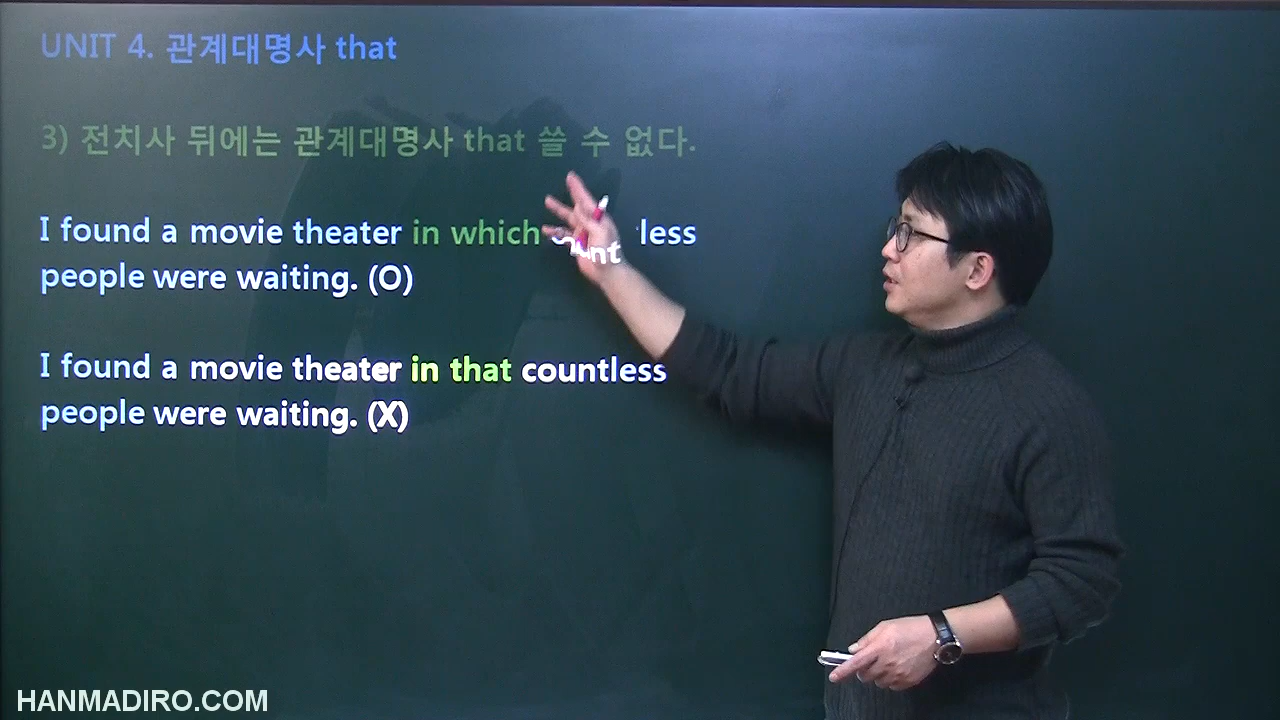 UNIT 4. 관계대명사 that
3) 전치사 뒤에는 관계대명사 that 쓸 수 없다.
I found a movie theater in which countless
people were waiting. (O)
I found a movie theater in that countless
people were waiting. (X)
HANMADIRO.COM